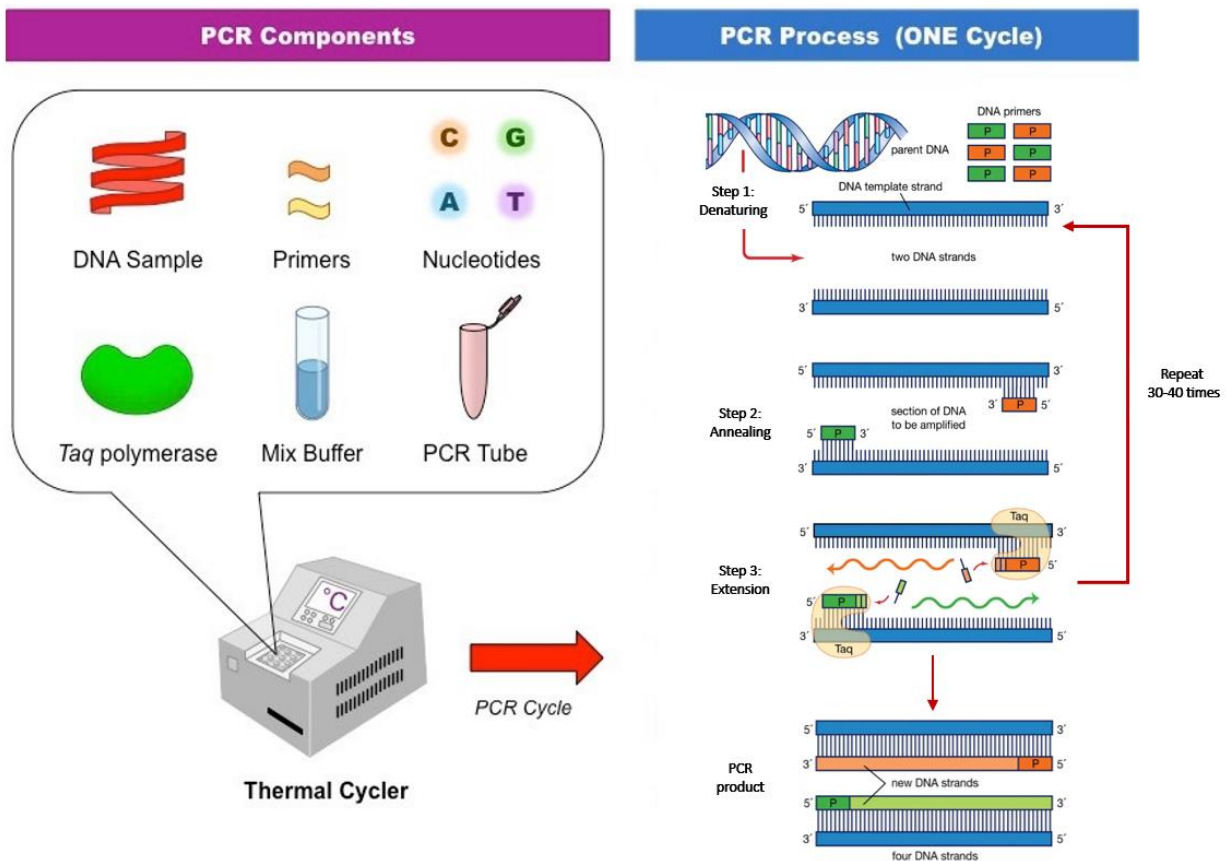 PCR Components
C
G
A
T
DNA Sample
Primers
Nucleotides
Taq polymerase
Mix Buffer
PCR Tube
°C
PCR Cycle
Thermal Cycler
PCR Process (ONE Cycle)
DNA primers
P P
P P
P P
parent DNA
Step 1:
Denaturing
DNA template strand
5´ 3´
two DNA strands
3´ 5´
Repeat
30-40 times
5´ 3´
3´ P 5´
Step 2:
Annealing
section of DNA
to be amplified
5´ P 3´
3´ 5´
Taq
5´ 3´
P 5´
Step 3:
Extension
5´ P
3´ 5´
Taq
5´ 3´
3´ P 5´
PCR
product
new DNA strands
5´ P 3´
3´ 5´
four DNA strands